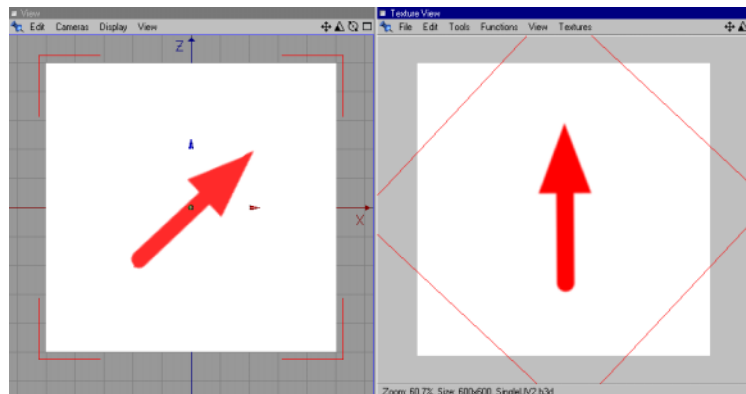 View
Edit Cameras Display View
Z
X
Texture View
File Edit Tools Functions View Textures
Zoom: 60.7%, Size: 600x600, SingleUV2.b3d